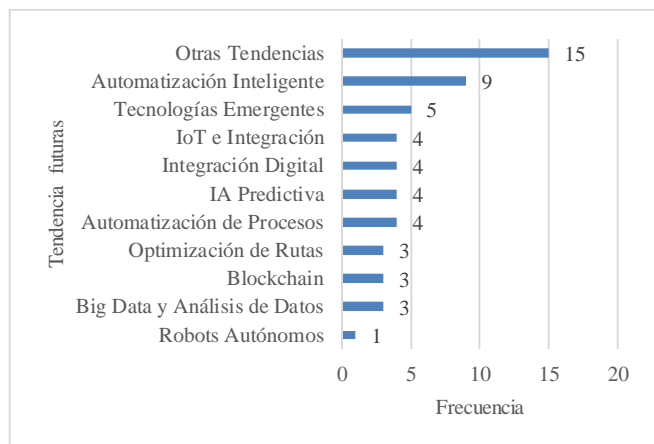 Otras Tendencias 15
Automatización Inteligente 9
Tecnologías Emergentes 5
IoT e Integración 4
Integración Digital 4
IA Predictiva 4
Automatización de Procesos 4
Optimización de Rutas 3
Blockchain 3
Big Data y Análisis de Datos 3
Robots Autónomos 1
0 5 10 15 20
Frecuencia
Tendencia futuras